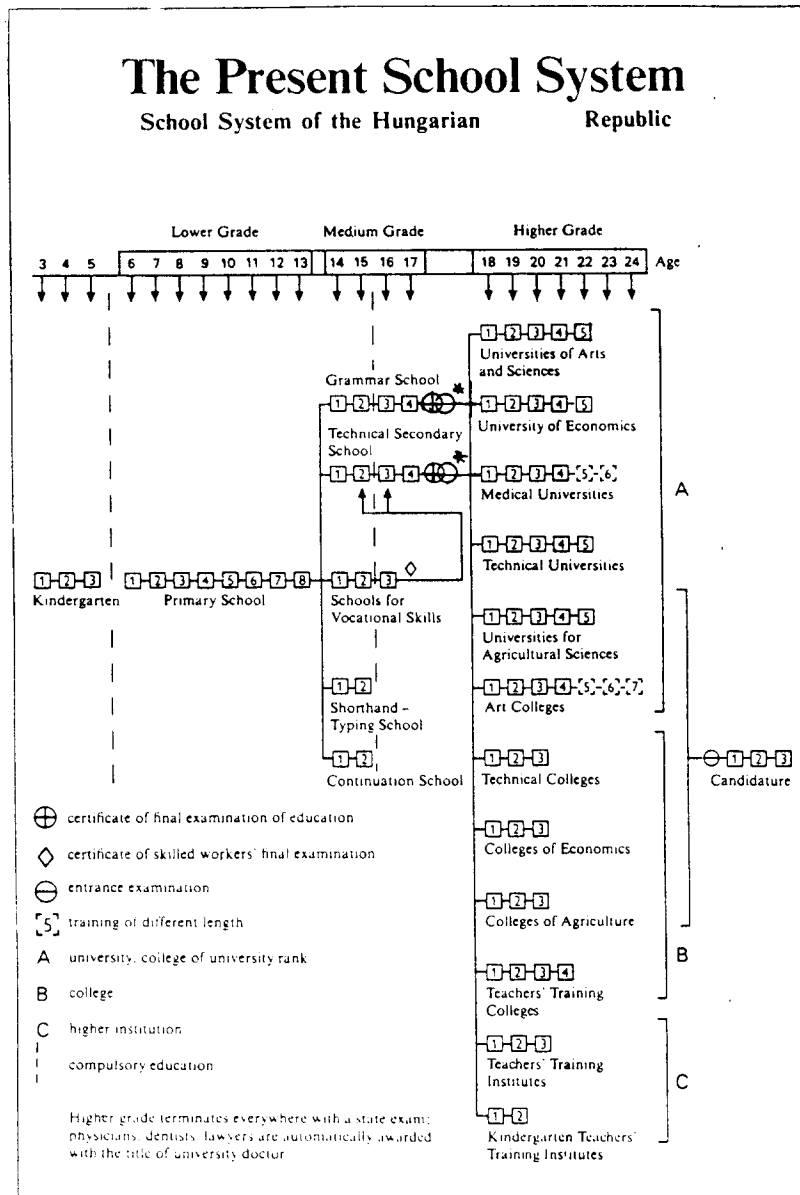 The Present School System
School System of the Hungarian Republic
Lower Grade Medium Grade Higher Grade
3 4 5 6 7 8 9 10 11 12 13 14 15 16 17 18 19 20 21 22 23 24 Age
1 2 3 4 5
Universities of Arts
and Sciences
Grammar School
1 2 3 4 * 1 2 3 4 5
University of Economics
Technical Secondary
School
1 2 3 4 * 1 2 3 4 5 6
Medical Universities
1 2 3 4 5
Technical Universities
A
1 2 3
Kindergarten
1 2 3 4 5 6 7 8
Primary School
1 2 3
Schools for
Vocational Skills
1 2 3 4 5
Universities for
Agricultural Sciences
1 2
Shorthand –
Typing School
1 2 3 4 5 6 7
Art Colleges
1 2
Continuation School
1 2 3
Technical Colleges
1 2 3
Candidature
1 2 3
Colleges of Economics
1 2 3
Colleges of Agriculture
B
1 2 3 4
Teachers' Training
Colleges
1 2 3
Teachers' Training
Institutes
C
1 2
Kindergarten Teachers'
Training Institutes
certificate of final examination of education
certificate of skilled workers' final examination
entrance examination
5 training of different length
A university, college of university rank
B college
C higher institution
compulsory education
Higher grade terminates everywhere with a state exam;
physicians, dentists, lawyers are automatically awarded
with the title of university doctor